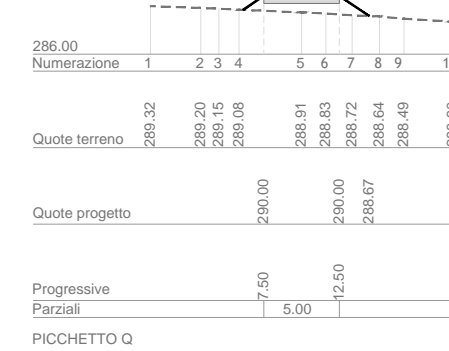 286.00
Numerazione 1 2 3 4 5 6 7 8 9
Quote terreno 289.32 289.20 289.15 289.08 288.91 288.83 288.72 288.64 288.49
Quote progetto 290.00 290.00 288.67
Progressive 7.50 12.50
Parziali 5.00
PICCHETTO Q